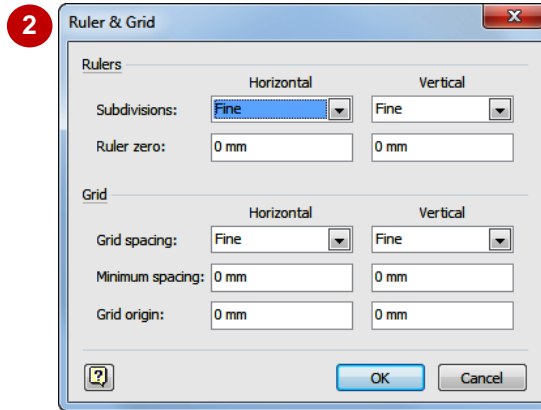 2
Ruler & Grid
X
Rulers
Horizontal Vertical
Subdivisions: Fine Fine
Ruler zero: 0 mm 0 mm
Grid
Horizontal Vertical
Grid spacing: Fine Fine
Minimum spacing: 0 mm 0 mm
Grid origin: 0 mm 0 mm
? OK Cancel